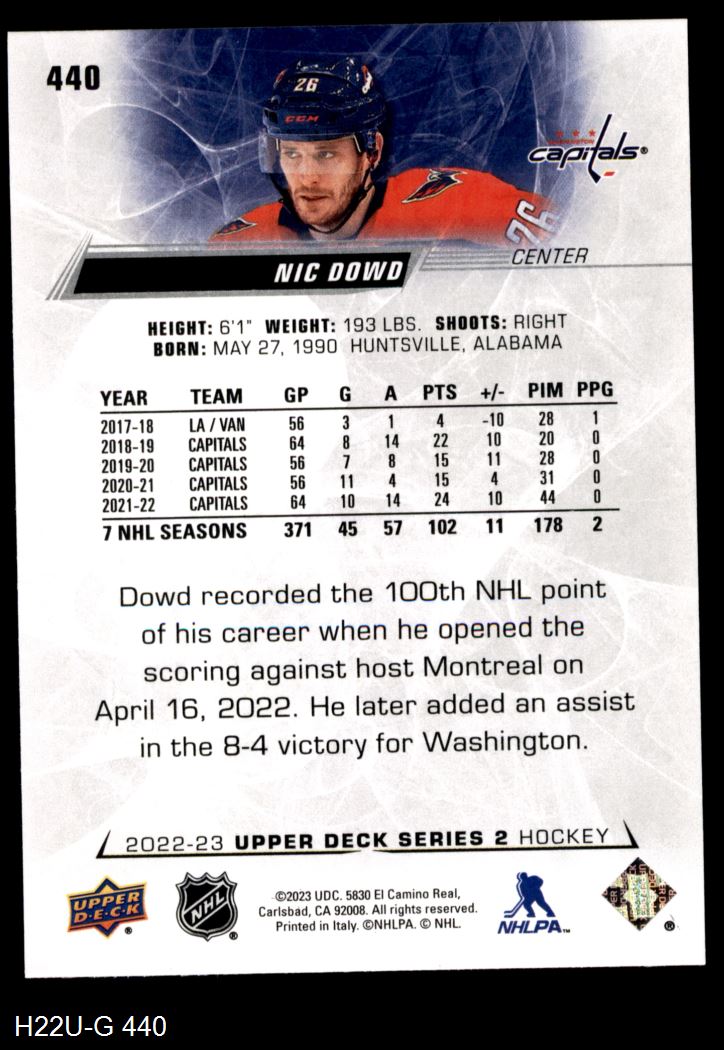 440
26
CCM
WASHINGTON
capitals®
26
NIC DOWD
CENTER
HEIGHT: 6'1" WEIGHT: 193 LBS. SHOOTS: RIGHT
BORN: MAY 27, 1990 HUNTSVILLE, ALABAMA
YEAR TEAM GP G A PTS +/- PIM PPG
2017-18 LA / VAN 56 3 1 4 -10 28 1
2018-19 CAPITALS 64 8 14 22 10 20 0
2019-20 CAPITALS 56 7 8 15 11 28 0
2020-21 CAPITALS 56 11 4 15 4 31 0
2021-22 CAPITALS 64 10 14 24 10 44 0
7 NHL SEASONS 371 45 57 102 11 178 2
Dowd recorded the 100th NHL point
of his career when he opened the
scoring against host Montreal on
April 16, 2022. He later added an assist
in the 8-4 victory for Washington.
2022-23 UPPER DECK SERIES 2 HOCKEY
UPPER
D•E•C•K
®
NHL
®
©2023 UDC. 5830 El Camino Real,
Carlsbad, CA 92008. All rights reserved.
Printed in Italy. ©NHLPA. © NHL.
NHLPA™
®
H22U-G 440